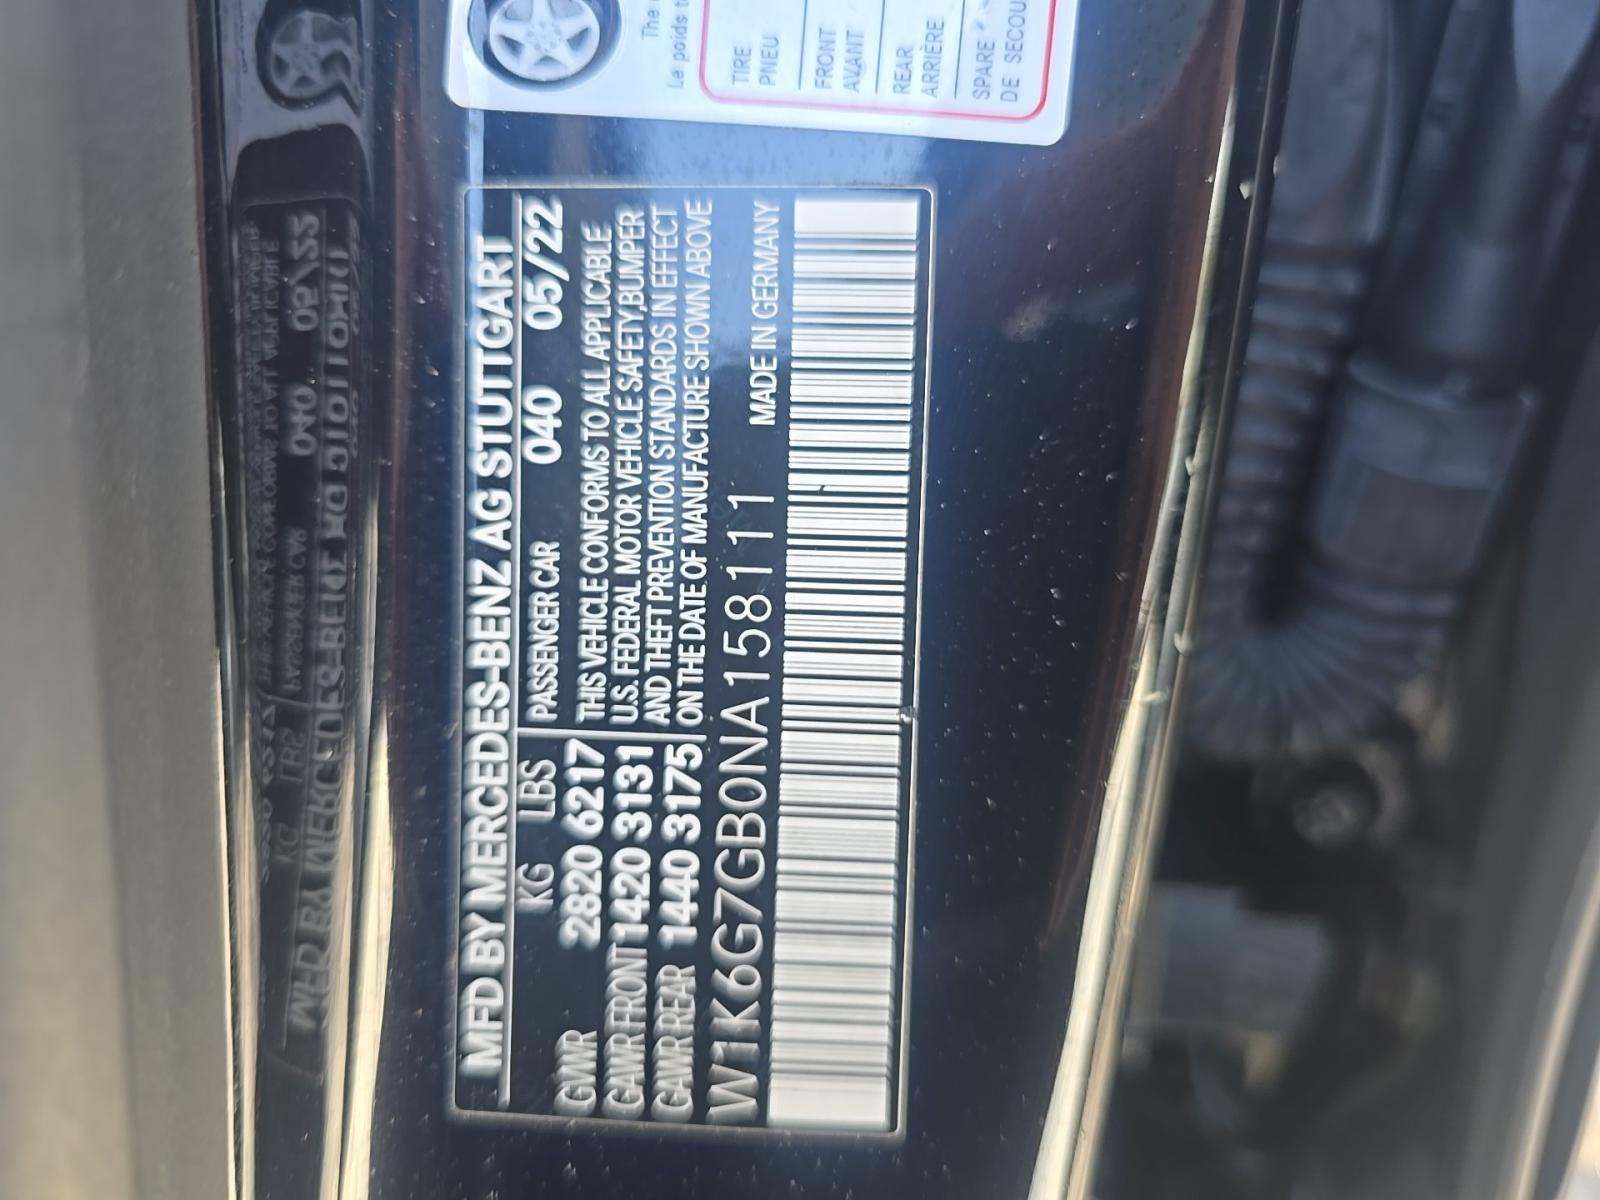 MFD BY MERCEDES-BENZ AG STUTTGART
KG LBS
GWR 2820 6217
GAWR FRONT 1420 3131
GAWR REAR 1440 3175
PASSENGER CAR 040 05/22
THIS VEHICLE CONFORMS TO ALL APPLICABLE
U.S. FEDERAL MOTOR VEHICLE SAFETY,BUMPER
AND THEFT PREVENTION STANDARDS IN EFFECT
ON THE DATE OF MANUFACTURE SHOWN ABOVE
W1K6G7GB0NA158111 MADE IN GERMANY
The
Le poids
TIRE
PNEU
FRONT
AVANT
REAR
ARRIÈRE
SPARE
DE SECOU